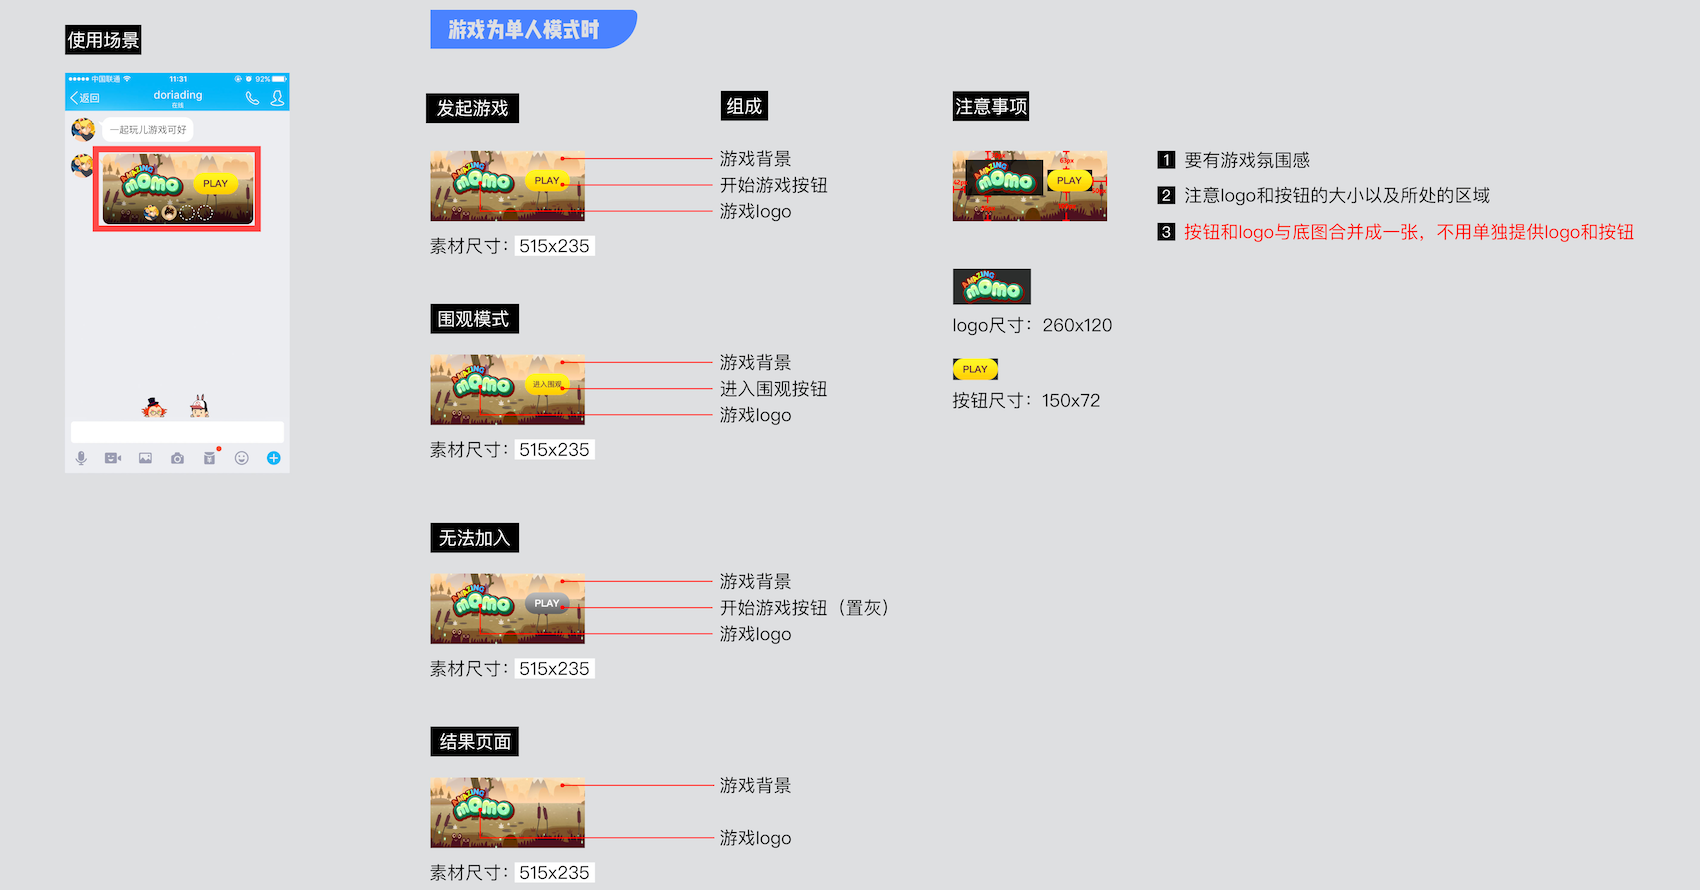 使用场景
中国联通
11:31
92%
返回
doriading
在线
一起玩儿游戏可好
AMAZING
momo
PLAY
游戏为单人模式时
发起游戏
组成
AMAZING
momo
PLAY
游戏背景
开始游戏按钮
游戏logo
素材尺寸：515x235
围观模式
AMAZING
momo
进入围观
游戏背景
进入围观按钮
游戏logo
素材尺寸：515x235
无法加入
AMAZING
momo
PLAY
游戏背景
开始游戏按钮（置灰）
游戏logo
素材尺寸：515x235
结果页面
AMAZING
momo
游戏背景
游戏logo
素材尺寸：515x235
注意事项
AMAZING
momo
PLAY
63px
1 要有游戏氛围感
2 注意logo和按钮的大小以及所处的区域
3 按钮和logo与底图合并成一张，不用单独提供logo和按钮
AMAZING
momo
logo尺寸：260x120
PLAY
按钮尺寸：150x72